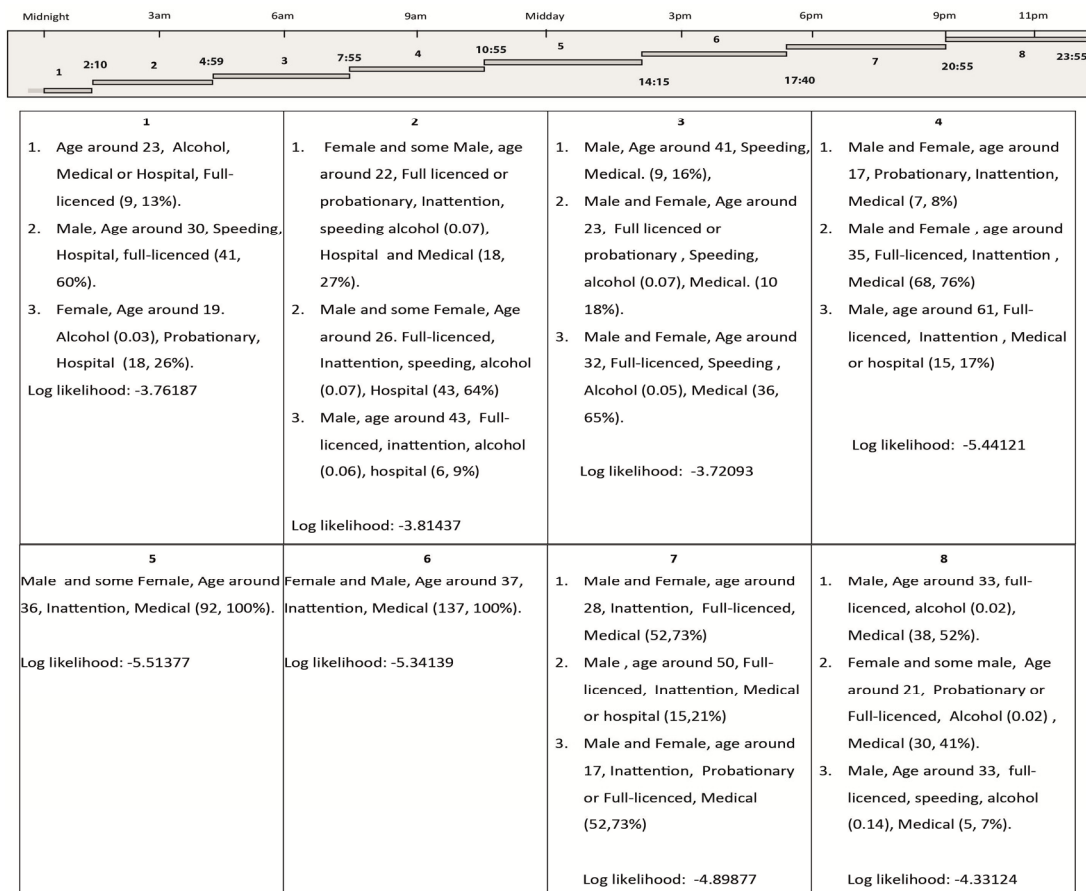 Midnight 3am 6am 9am Midday 3pm 6pm 9pm 11pm
1 2:10 2 4:59 3 7:55 4 10:55 5 14:15 6 17:40 7 20:55 8 23:55
1
1. Age around 23, Alcohol,
Medical or Hospital, Full-
licenced (9, 13%).
2. Male, Age around 30, Speeding,
Hospital, full-licenced (41,
60%).
3. Female, Age around 19.
Alcohol (0.03), Probationary,
Hospital (18, 26%).
Log likelihood: -3.76187
2
1. Female and some Male, age
around 22, Full licenced or
probationary, Inattention,
speeding alcohol (0.07),
Hospital and Medical (18,
27%).
2. Male and some Female, Age
around 26. Full-licenced,
Inattention, speeding, alcohol
(0.07), Hospital (43, 64%)
3. Male, age around 43, Full-
licenced, inattention, alcohol
(0.06), hospital (6, 9%)
Log likelihood: -3.81437
3
1. Male, Age around 41, Speeding,
Medical. (9, 16%),
2. Male and Female, Age around
23, Full licenced or
probationary , Speeding,
alcohol (0.07), Medical. (10
18%).
3. Male and Female, Age around
32, Full-licenced, Speeding ,
Alcohol (0.05), Medical (36,
65%).
Log likelihood: -3.72093
4
1. Male and Female, age around
17, Probationary, Inattention,
Medical (7, 8%)
2. Male and Female , age around
35, Full-licenced, Inattention ,
Medical (68, 76%)
3. Male, age around 61, Full-
licenced, Inattention , Medical
or hospital (15, 17%)
Log likelihood: -5.44121
5
Male and some Female, Age around
36, Inattention, Medical (92, 100%).
Log likelihood: -5.51377
6
Female and Male, Age around 37,
Inattention, Medical (137, 100%).
Log likelihood: -5.34139
7
1. Male and Female, age around
28, Inattention, Full-licenced,
Medical (52,73%)
2. Male , age around 50, Full-
licenced, Inattention, Medical
or hospital (15,21%)
3. Male and Female, age around
17, Inattention, Probationary
or Full-licenced, Medical
(52,73%)
Log likelihood: -4.89877
8
1. Male, Age around 33, full-
licenced, alcohol (0.02),
Medical (38, 52%).
2. Female and some male, Age
around 21, Probationary or
Full-licenced, Alcohol (0.02) ,
Medical (30, 41%).
3. Male, Age around 33, full-
licenced, speeding, alcohol
(0.14), Medical (5, 7%).
Log likelihood: -4.33124